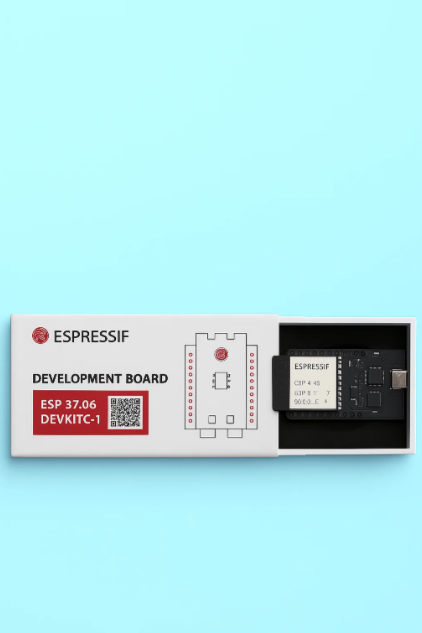 ESPRESSIF
DEVELOPMENT BOARD
ESP 37.06
DEVKITC-1
ESPRESSIF